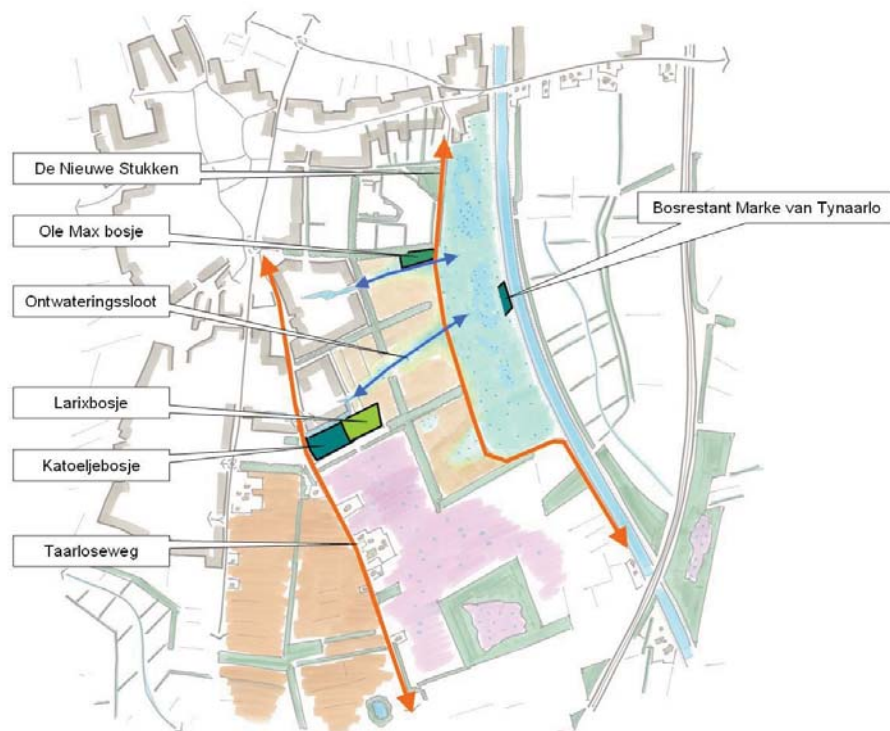 De Nieuwe Stukken
Ole Max bosje
Ontwateringssloot
Larixbosje
Katoeljebosje
Taarloseweg
Bosrestant Marke van Tynaarlo